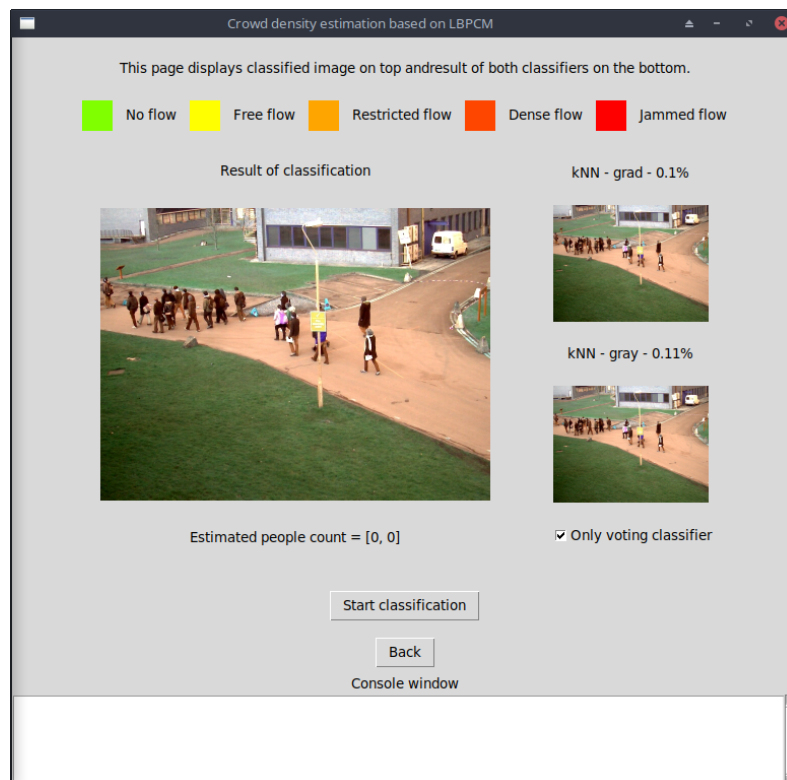 Crowd density estimation based on LBPCM
This page displays classified image on top andresult of both classifiers on the bottom.
No flow Free flow Restricted flow Dense flow Jammed flow
Result of classification
kNN - grad - 0.1%
kNN - gray - 0.11%
Estimated people count = [0, 0]
Only voting classifier
Start classification
Back
Console window